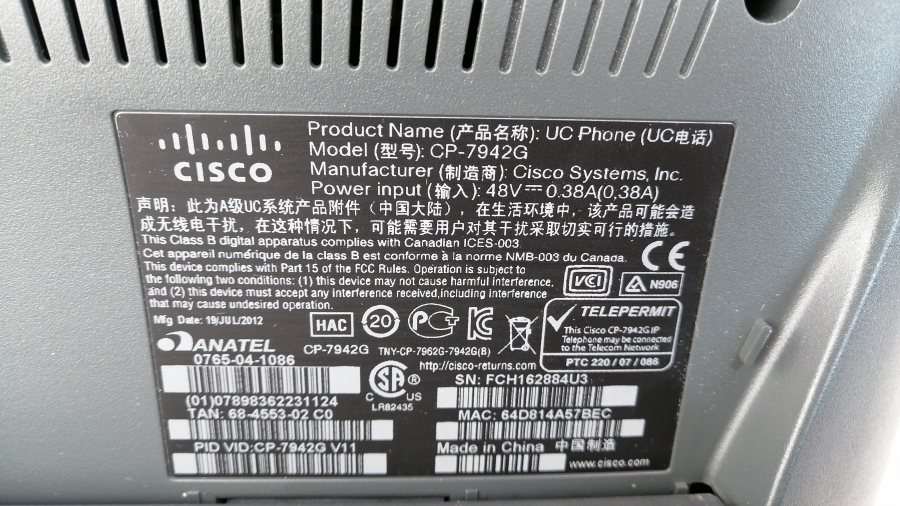 CISCO
Product Name (产品名称): UC Phone (UC电话)
Model (型号): CP-7942G
Manufacturer (制造商): Cisco Systems, Inc.
Power input (输入): 48V⎓0.38A(0,38A)
声明：此为A级UC系统产品附件（中国大陆），在生活环境中，该产品可能会造
成无线电干扰，在这种情况下，可能需要用户对其干扰采取切实可行的措施。
This Class B digital apparatus complies with Canadian ICES-003
Cet appareil numérique de la class B est conforme à la norme NMB-003 du Canada.
This device complies with Part 15 of the FCC Rules. Operation is subject to
the following two conditions: (1) this device may not cause harmful interference.
and (2) this device must accept any interference received,including interference
that may cause undesired operation.
CE
VCI
N906
Mfg Date: 19/JUL/2012
HAC
20
TELEPERMIT
This Cisco CP-7942G IP
Telephone may be connected
to the Telecom Network
PTC 220 / 07 / 086
ANATEL
0765-04-1086
CP-7942G TNY-CP-7962G-7942G(B)
http://cisco-returns.com
(01)07898362231124
TAN: 68-4553-02 C0
PID VID:CP-7942G V11
SA
C US
LR82435
SN: FCH162884U3
MAC: 64D814A57BEC
Made in China 中国制造
www.cisco.com